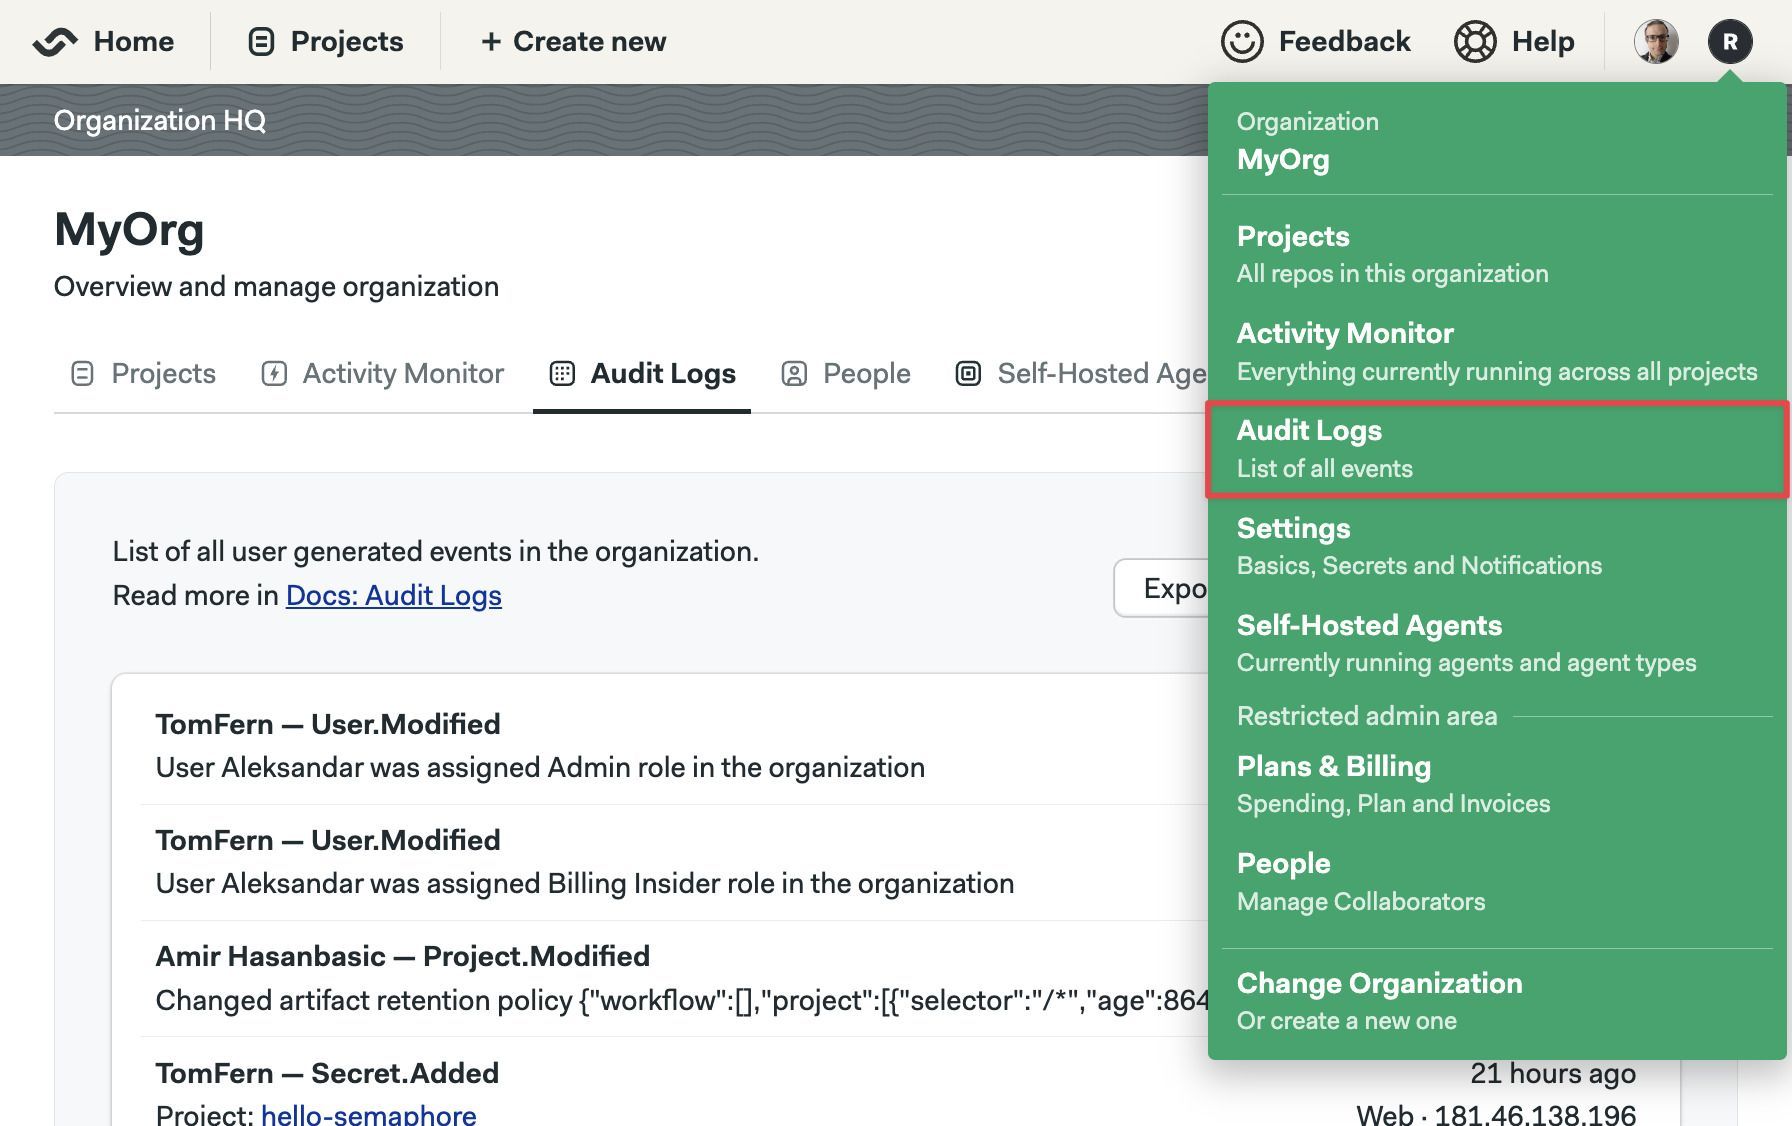 Home
Projects
+ Create new
Feedback
Help
R
Organization HQ
MyOrg
Overview and manage organization
Projects
Activity Monitor
Audit Logs
People
Self-Hosted Age
List of all user generated events in the organization.
Read more in Docs: Audit Logs
Expo
TomFern — User.Modified
User Aleksandar was assigned Admin role in the organization
TomFern — User.Modified
User Aleksandar was assigned Billing Insider role in the organization
Amir Hasanbasic — Project.Modified
Changed artifact retention policy {"workflow":[],"project":[{"selector":"/*","age":864
TomFern — Secret.Added
21 hours ago
Project: hello-semaphore
Web · 181.46.138.196
Organization
MyOrg
Projects
All repos in this organization
Activity Monitor
Everything currently running across all projects
Audit Logs
List of all events
Settings
Basics, Secrets and Notifications
Self-Hosted Agents
Currently running agents and agent types
Restricted admin area
Plans & Billing
Spending, Plan and Invoices
People
Manage Collaborators
Change Organization
Or create a new one